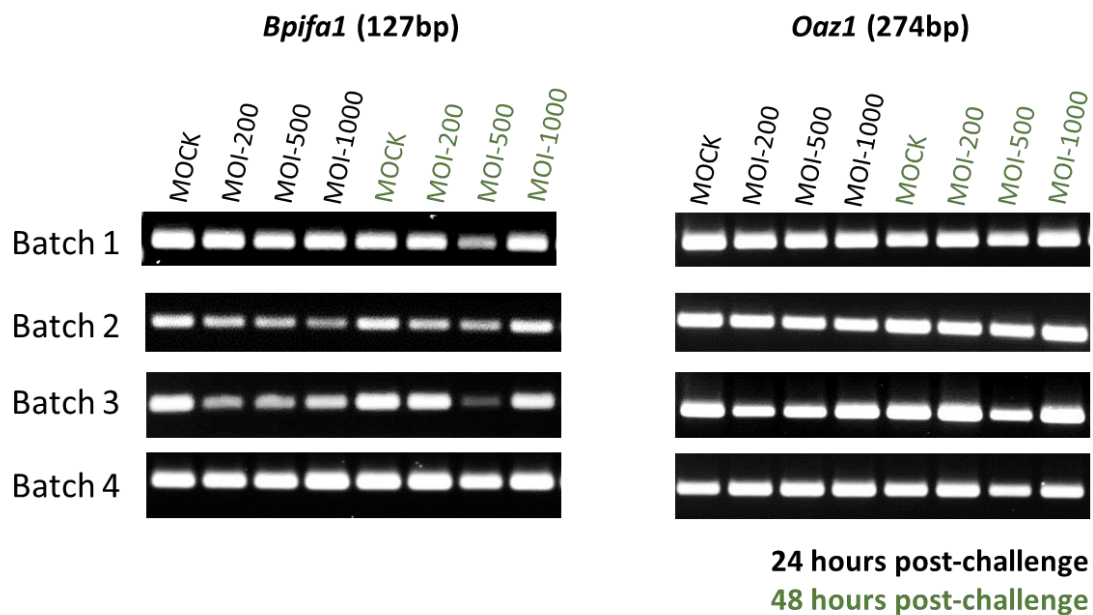 Bpifa1 (127bp)
Oaz1 (274bp)
MOCK MOI-200 MOI-500 MOI-1000 MOCK MOI-200 MOI-500 MOI-1000
MOCK MOI-200 MOI-500 MOI-1000 MOCK MOI-200 MOI-500 MOI-1000
Batch 1
Batch 2
Batch 3
Batch 4
24 hours post-challenge
48 hours post-challenge